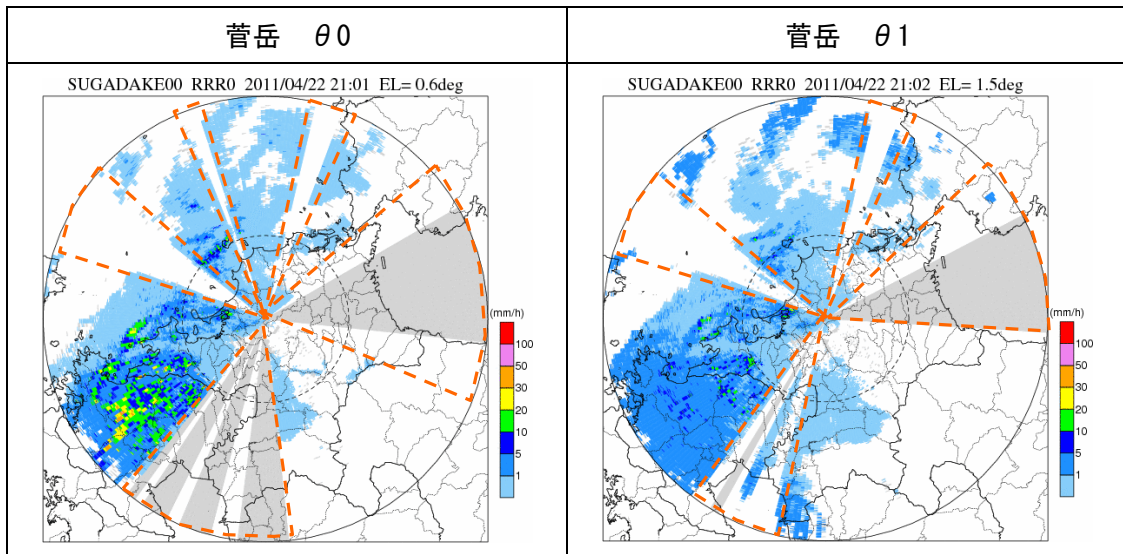 菅岳 θ0
菅岳 θ1
SUGADAKE00 RRR0 2011/04/22 21:01 EL= 0.6deg
(mm/h)
100
50
30
20
10
5
1
SUGADAKE00 RRR0 2011/04/22 21:02 EL= 1.5deg
(mm/h)
100
50
30
20
10
5
1